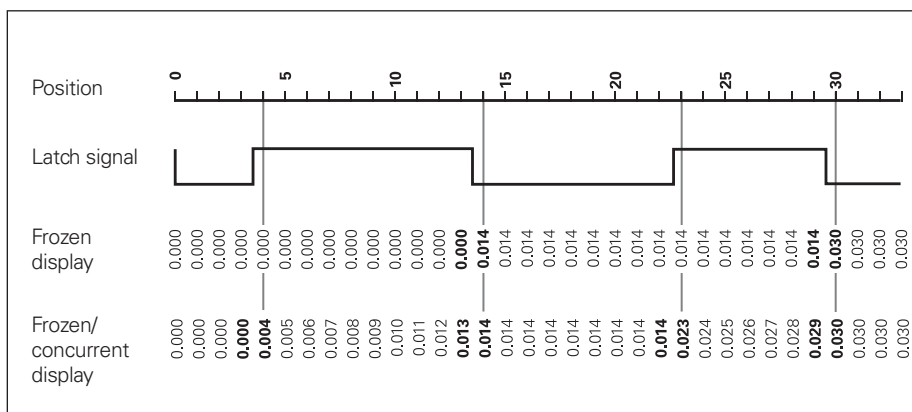 Position 0 5 10 15 20 25 30
Latch signal
Frozen
display
0.000 0.000 0.000 0.000 0.000 0.000 0.000 0.000 0.000 0.000 0.000 0.000 0.000 0.000 0.014 0.014 0.014 0.014 0.014 0.014 0.014 0.014 0.014 0.014 0.014 0.014 0.014 0.014 0.014 0.014 0.030 0.030 0.030 0.030
Frozen/
concurrent
display
0.000 0.000 0.000 0.000 0.004 0.005 0.006 0.007 0.008 0.009 0.010 0.011 0.012 0.013 0.014 0.014 0.014 0.014 0.014 0.014 0.014 0.014 0.014 0.023 0.024 0.025 0.026 0.027 0.028 0.029 0.030 0.030 0.030 0.030